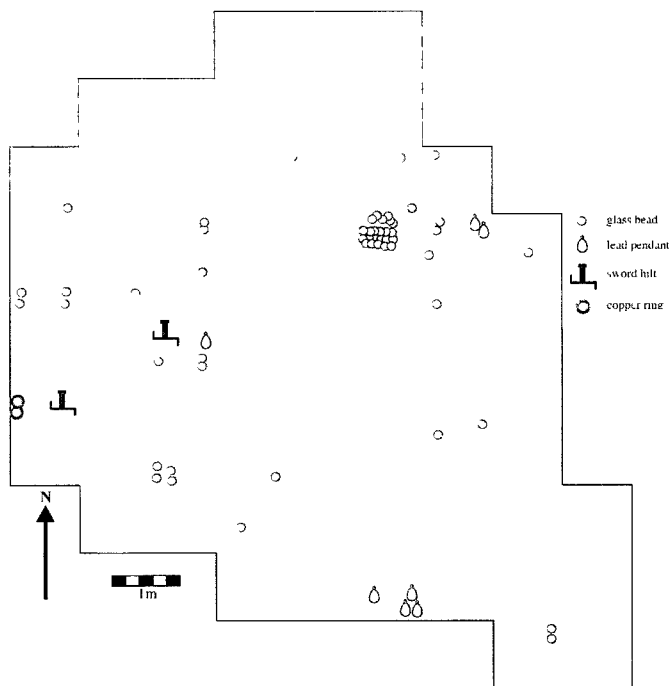 glass bead
lead pendant
sword hilt
copper ring
N
1m